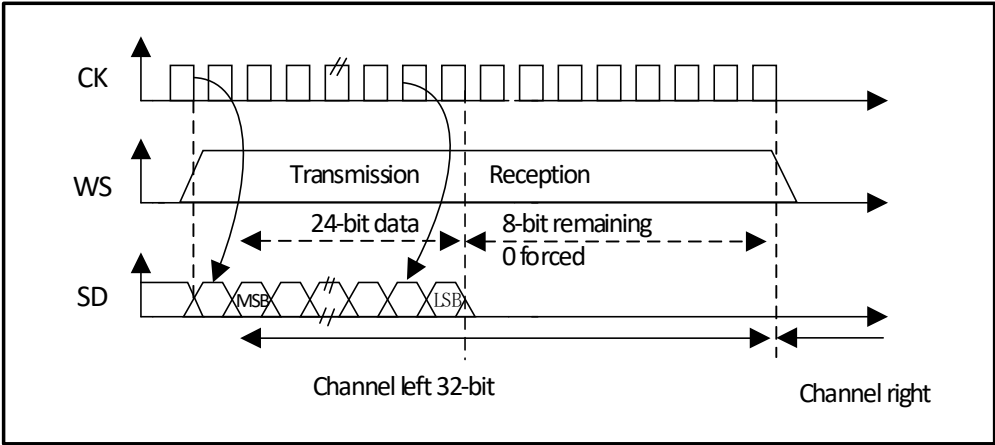 CK
WS
Transmission Reception
24-bit data
8-bit remaining
0 forced
SD
MSB
LSB
Channel left 32-bit
Channel right